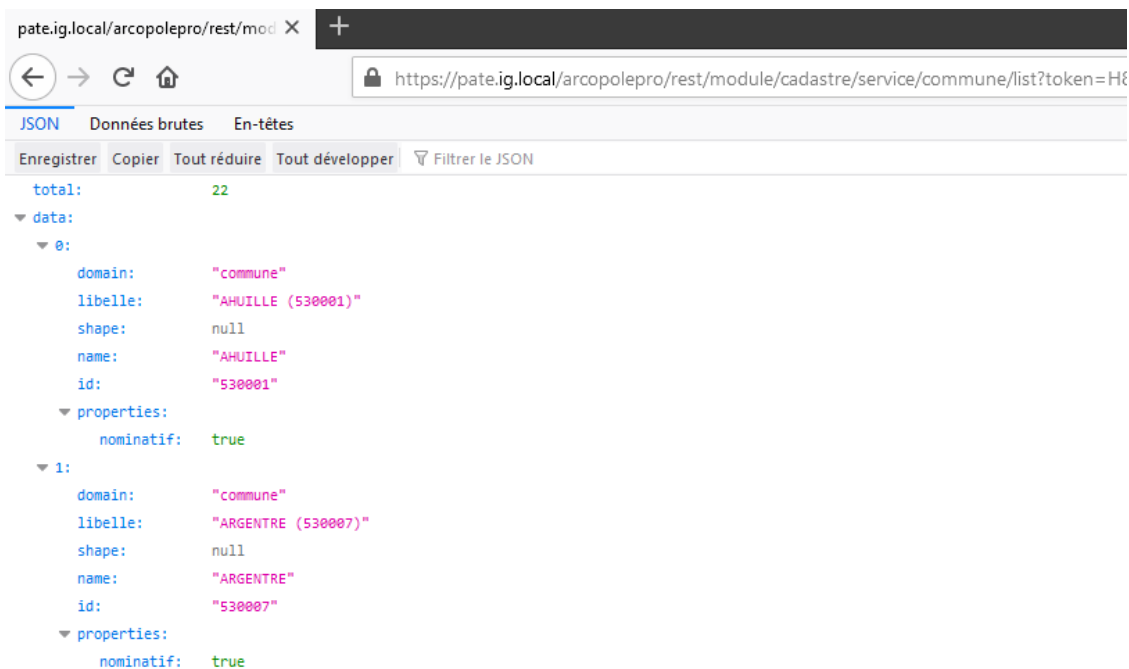 pate.ig.local/arcopolepro/rest/mod
https://pate.ig.local/arcopolepro/rest/module/cadastre/service/commune/list?token=H8
JSON Données brutes En-têtes
Enregistrer Copier Tout réduire Tout développer Filtrer le JSON
total: 22
data:
0:
domain: "commune"
libelle: "AHUILLE (530001)"
shape: null
name: "AHUILLE"
id: "530001"
properties:
nominatif: true
1:
domain: "commune"
libelle: "ARGENTRE (530007)"
shape: null
name: "ARGENTRE"
id: "530007"
properties:
nominatif: true